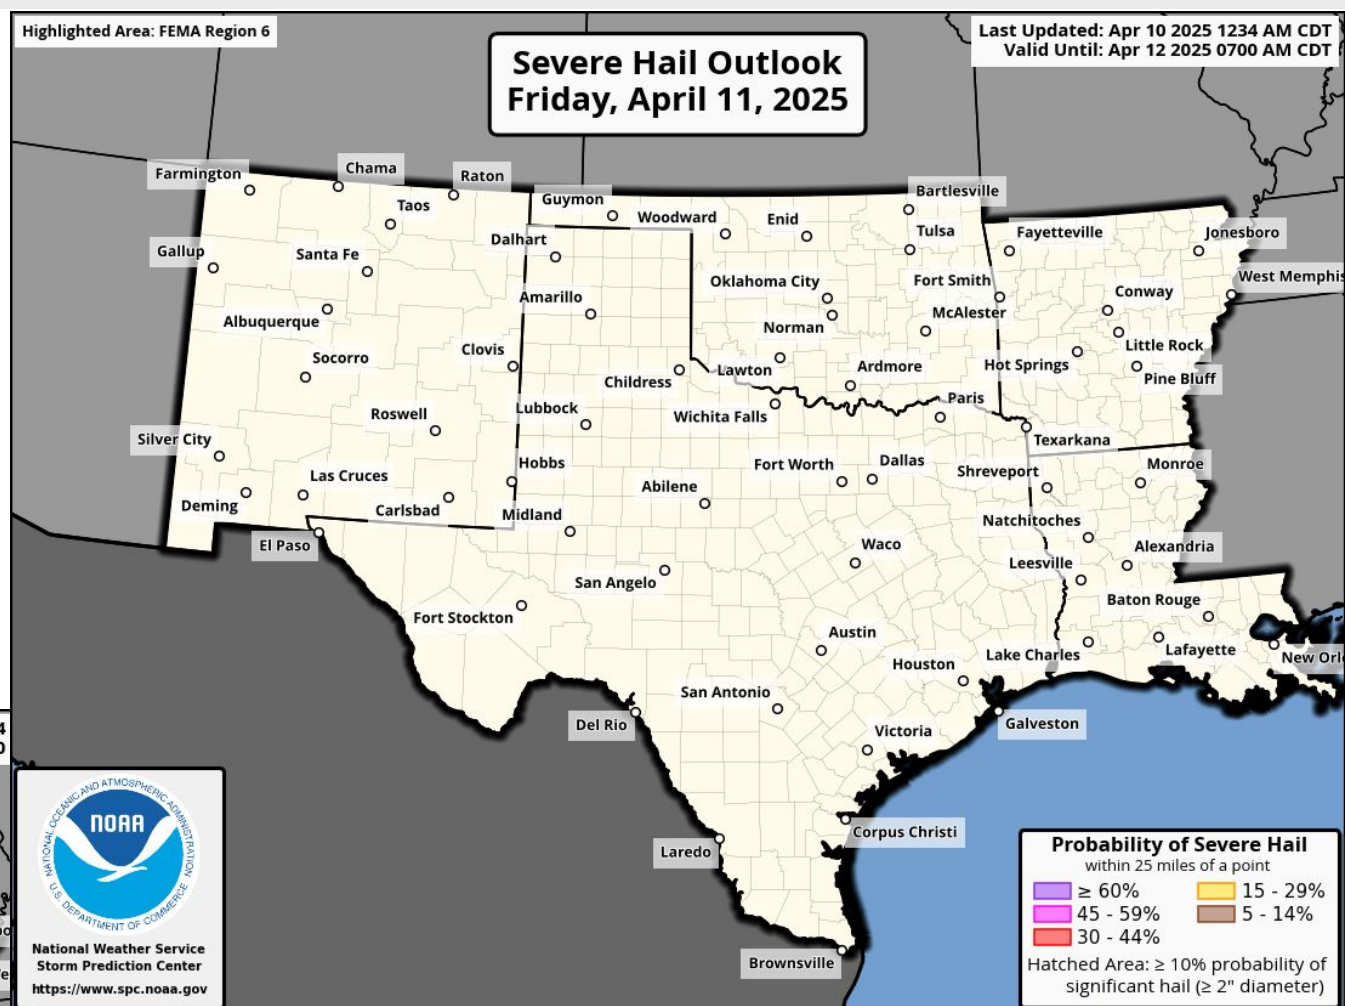 Highlighted Area: FEMA Region 6
Severe Hail Outlook
Friday, April 11, 2025
Last Updated: Apr 10 2025 1234 AM CDT
Valid Until: Apr 12 2025 0700 AM CDT
Farmington
Chama
Raton
Taos
Guymon
Woodward
Enid
Bartlesville
Tulsa
Fayetteville
Jonesboro
Gallup
Santa Fe
Dalhart
Oklahoma City
Fort Smith
West Memphis
Albuquerque
Amarillo
Norman
McAlester
Conway
Little Rock
Socorro
Clovis
Childress
Lawton
Ardmore
Hot Springs
Pine Bluff
Roswell
Lubbock
Wichita Falls
Paris
Texarkana
Silver City
Las Cruces
Hobbs
Abilene
Fort Worth
Dallas
Shreveport
Monroe
Deming
Carlsbad
Midland
Natchitoches
El Paso
San Angelo
Waco
Leesville
Alexandria
Fort Stockton
Austin
Baton Rouge
Houston
Lake Charles
Lafayette
New Orl
San Antonio
Del Rio
Victoria
Galveston
Corpus Christi
Laredo
Brownsville
4
0
NATIONAL OCEANIC AND ATMOSPHERIC ADMINISTRATION
NOAA
U.S. DEPARTMENT OF COMMERCE
National Weather Service
Storm Prediction Center
https://www.spc.noaa.gov
Probability of Severe Hail
within 25 miles of a point
≥ 60%
15 - 29%
45 - 59%
5 - 14%
30 - 44%
Hatched Area: ≥ 10% probability of
significant hail (≥ 2" diameter)